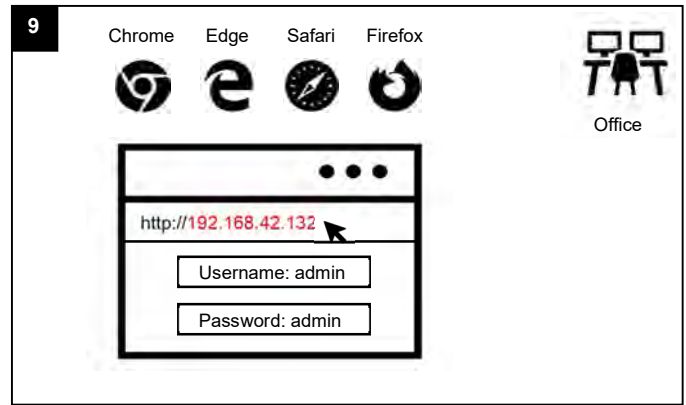 9
Chrome Edge Safari Firefox
Office
http://192.168.42.132
Username: admin
Password: admin